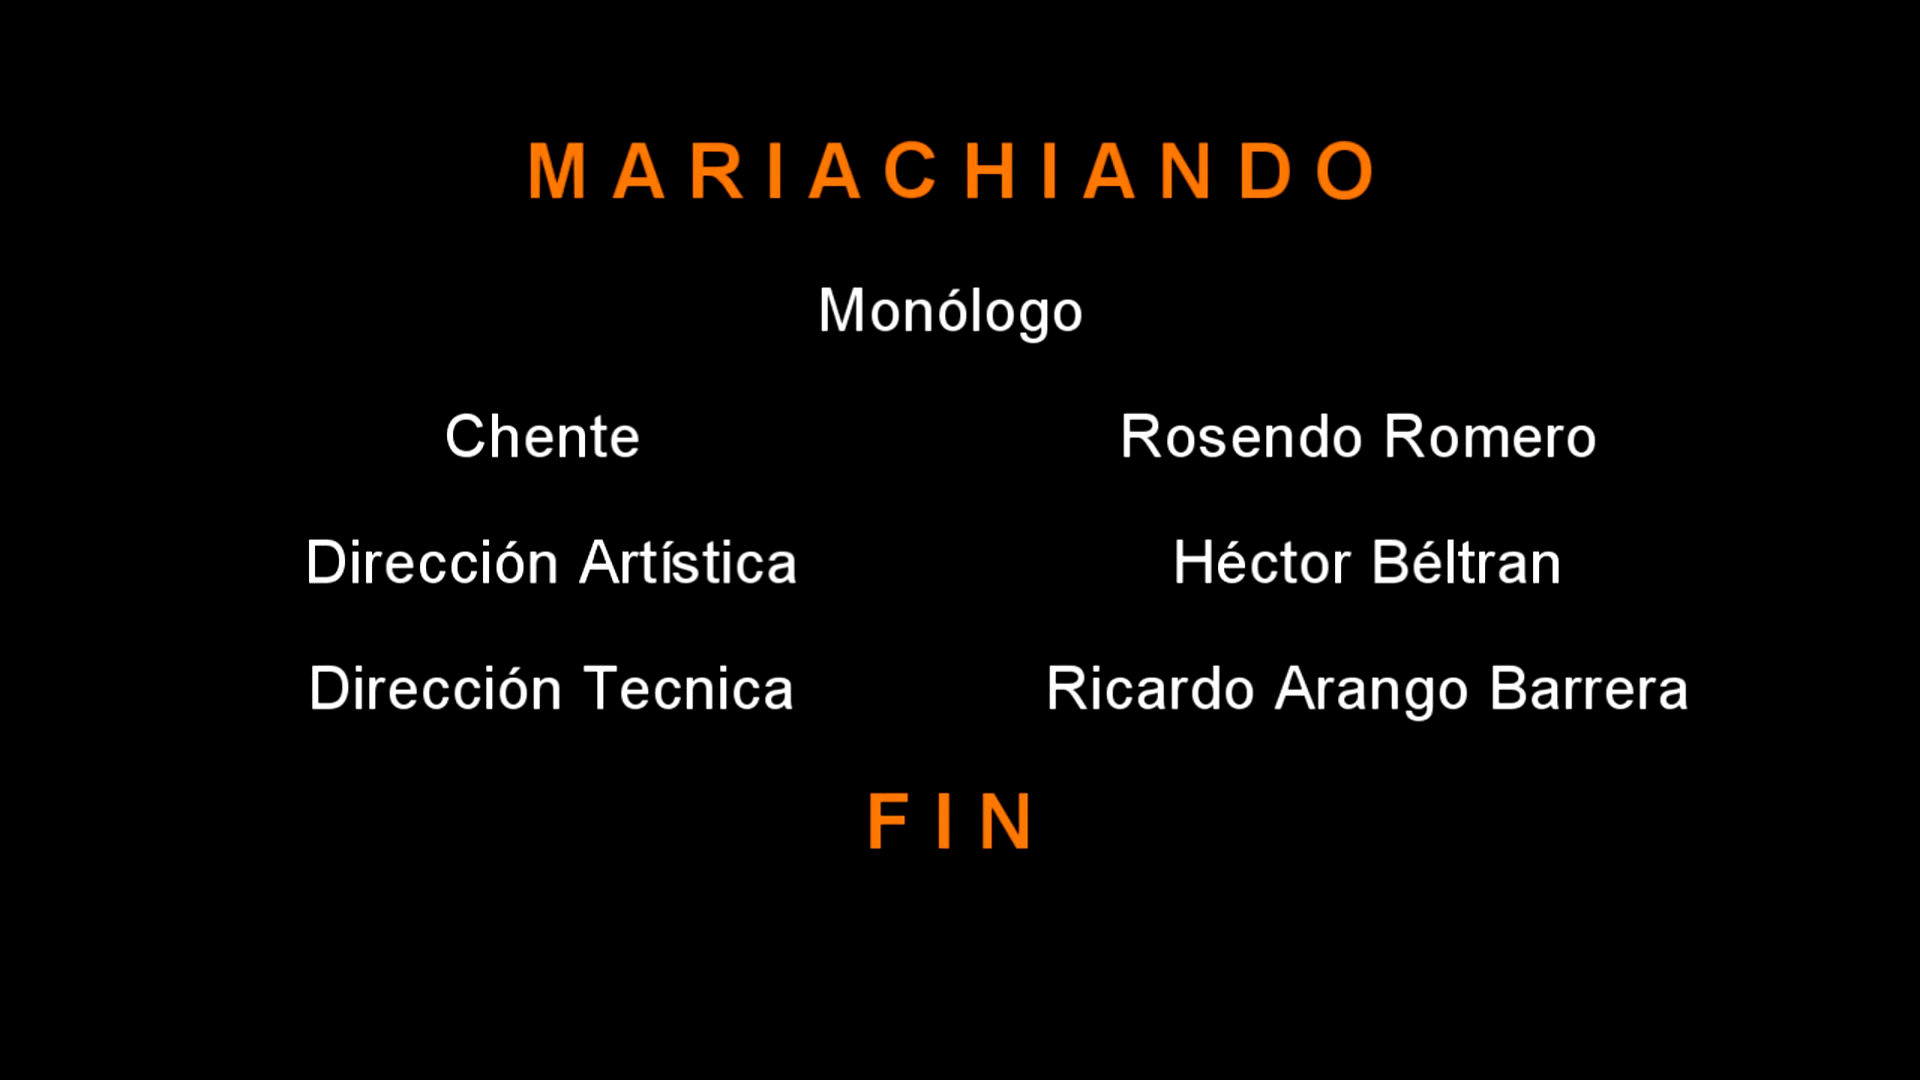 M A R I A C H I A N D O
Monólogo
Chente Rosendo Romero
Dirección Artística Héctor Béltran
Dirección Tecnica Ricardo Arango Barrera
F I N